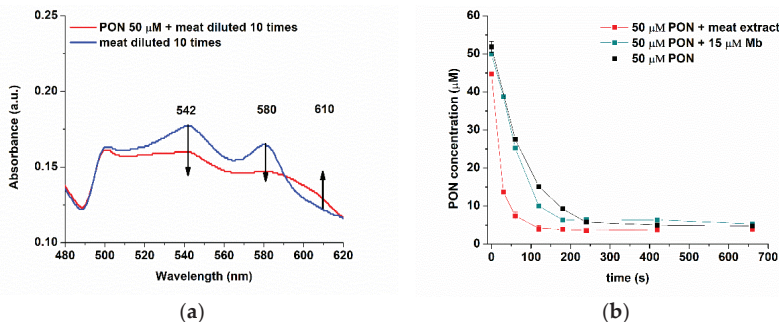 (a)
PON 50 µM + meat diluted 10 times
meat diluted 10 times
0.25
0.20
0.15
0.10
Absorbance (a.u.)
542
580
610
480 500 520 540 560 580 600 620
Wavelength (nm)
(a)
(b)
50 µM PON + meat extract
50 µM PON + 15 µM Mb
50 µM PON
60
50
40
30
20
10
0
PON concentration (µM)
0 100 200 300 400 500 600 700
time (s)
(b)